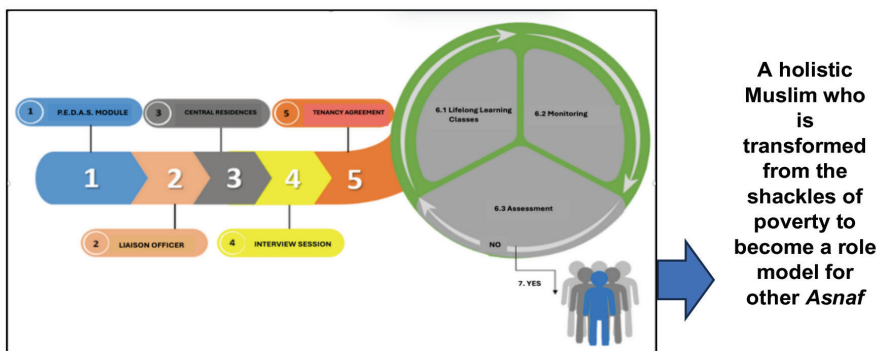 1 P.E.D.A.S. MODULE
3 CENTRAL RESIDENCES
5 TENANCY AGREEMENT
1 2 3 4 5
2 LIAISON OFFICER
4 INTERVIEW SESSION
6.1 Lifelong Learning
Classes
6.2 Monitoring
6.3 Assessment
NO
7. YES
A holistic
Muslim who
is
transformed
from the
shackles of
poverty to
become a role
model for
other Asnaf